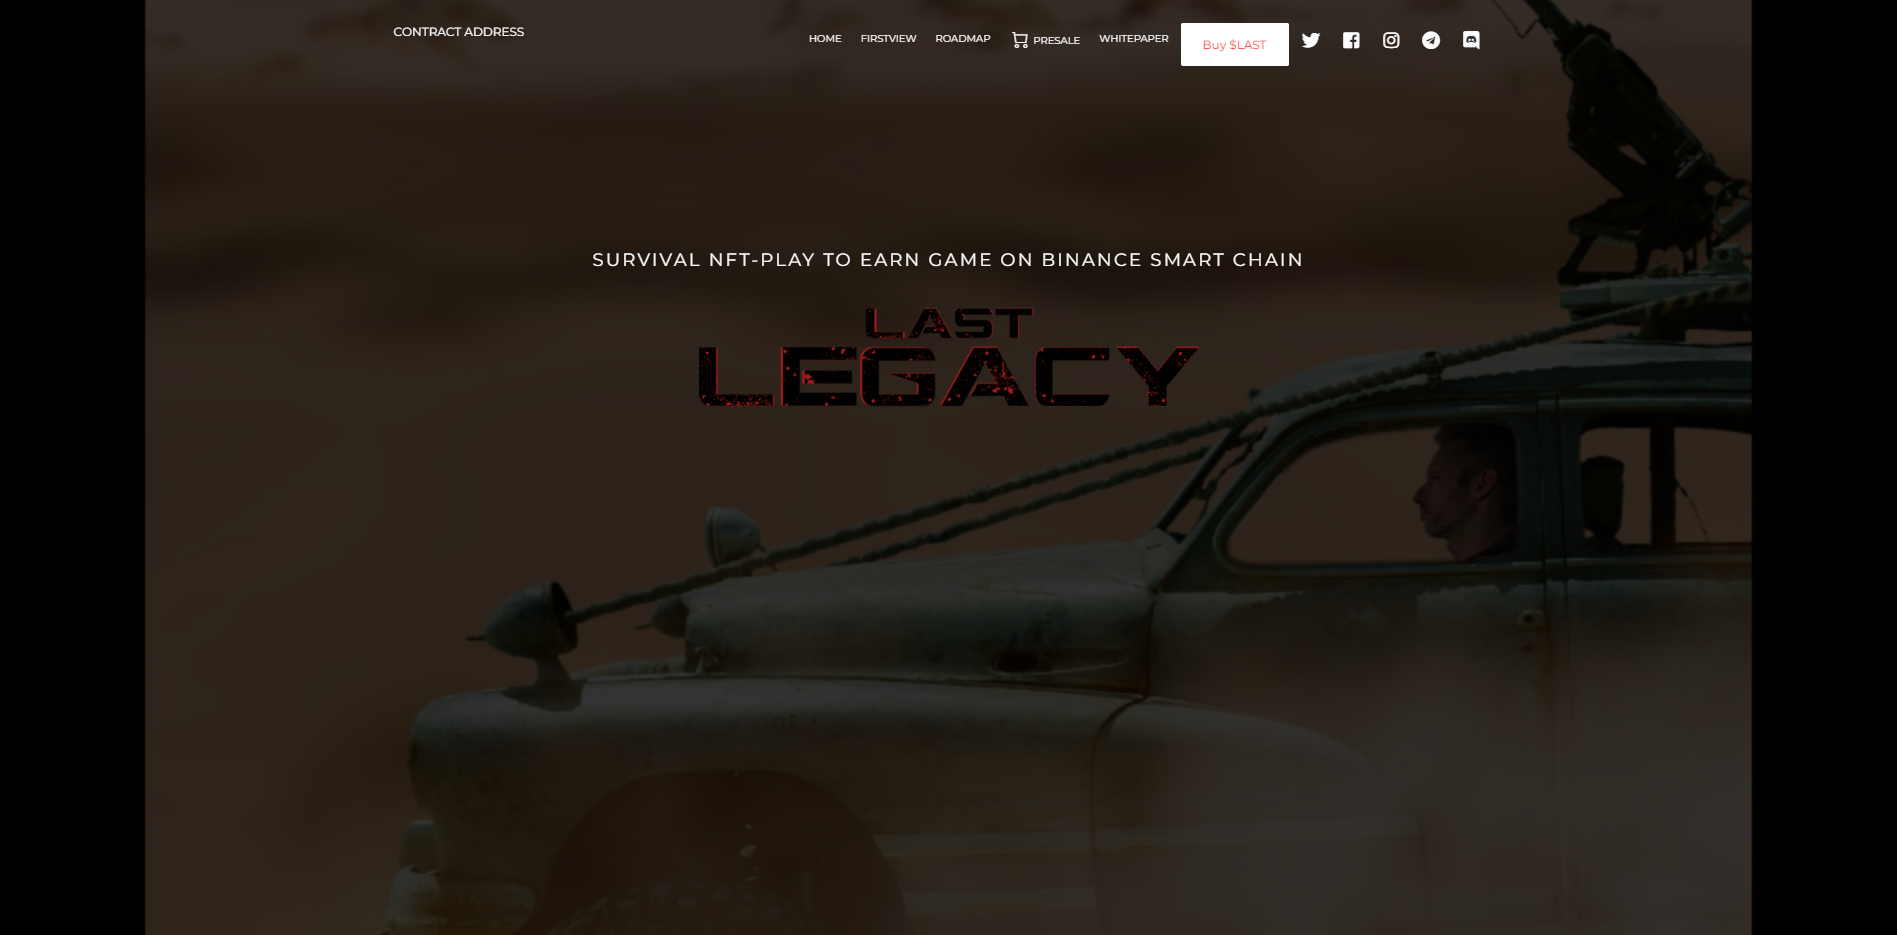 CONTRACT ADDRESS
HOME FIRSTVIEW ROADMAP PRESALE WHITEPAPER Buy $LAST
SURVIVAL NFT-PLAY TO EARN GAME ON BINANCE SMART CHAIN
LAST
LEGACY